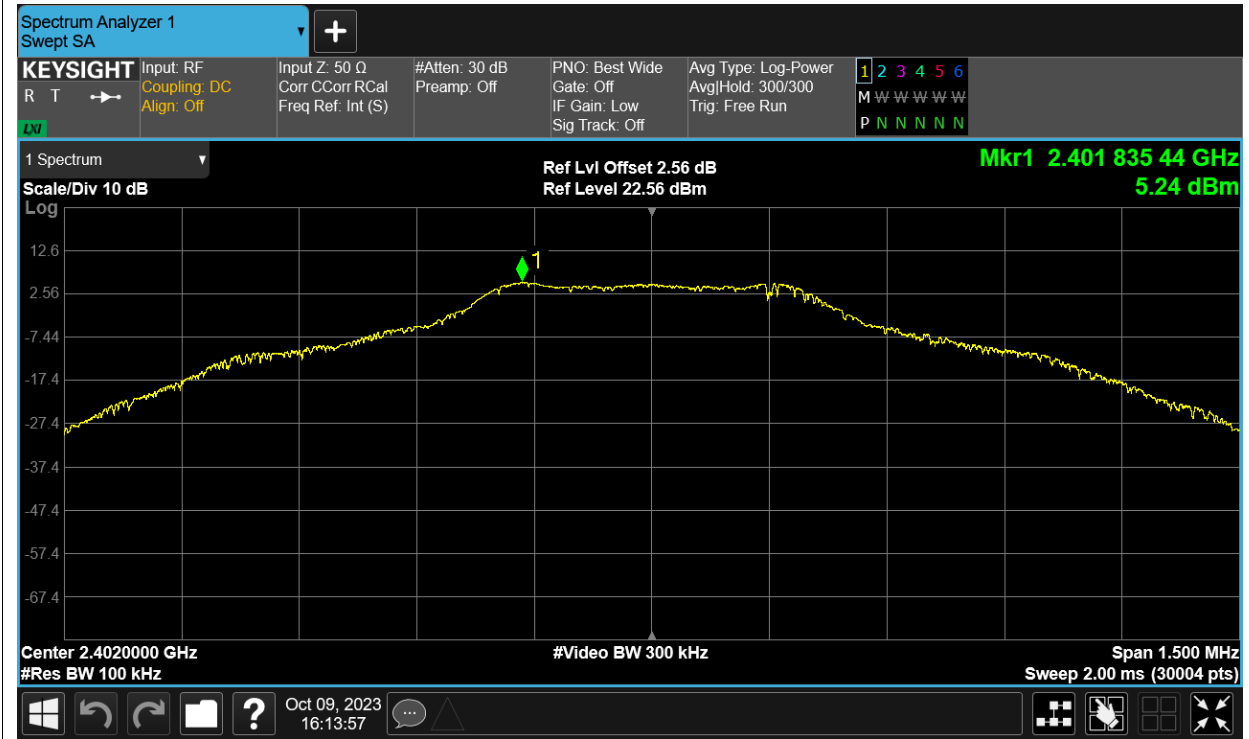 Spectrum Analyzer 1
Swept SA
+
KEYSIGHT
R T
LXI
Input: RF
Coupling: DC
Align: Off
Input Z: 50 Ω
Corr CCorr RCal
Freq Ref: Int (S)
#Atten: 30 dB
Preamp: Off
PNO: Best Wide
Gate: Off
IF Gain: Low
Sig Track: Off
Avg Type: Log-Power
Avg|Hold: 300/300
Trig: Free Run
1 2 3 4 5 6
M W W W W W W
P N N N N N N
1 Spectrum
Scale/Div 10 dB
Log
Ref Lvl Offset 2.56 dB
Ref Level 22.56 dBm
Mkr1 2.401 835 44 GHz
5.24 dBm
1
12.6
2.56
-7.44
-17.4
-27.4
-37.4
-47.4
-57.4
-67.4
Center 2.4020000 GHz
#Res BW 100 kHz
#Video BW 300 kHz
Span 1.500 MHz
Sweep 2.00 ms (30004 pts)
?
Oct 09, 2023
16:13:57